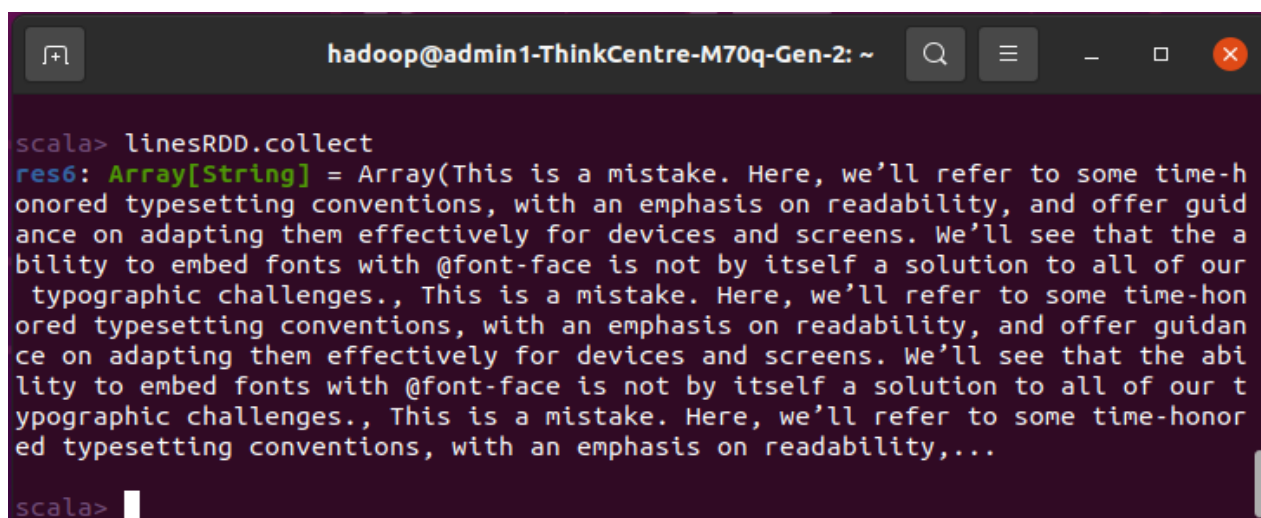 hadoop@admin1-ThinkCentre-M70q-Gen-2: ~
scala> linesRDD.collect
res6: Array[String] = Array(This is a mistake. Here, we’ll refer to some time-h
onored typesetting conventions, with an emphasis on readability, and offer guid
ance on adapting them effectively for devices and screens. We’ll see that the a
bility to embed fonts with @font-face is not by itself a solution to all of our
 typographic challenges., This is a mistake. Here, we’ll refer to some time-hon
ored typesetting conventions, with an emphasis on readability, and offer guidan
ce on adapting them effectively for devices and screens. We’ll see that the abi
lity to embed fonts with @font-face is not by itself a solution to all of our t
ypographic challenges., This is a mistake. Here, we’ll refer to some time-honor
ed typesetting conventions, with an emphasis on readability,...
scala>